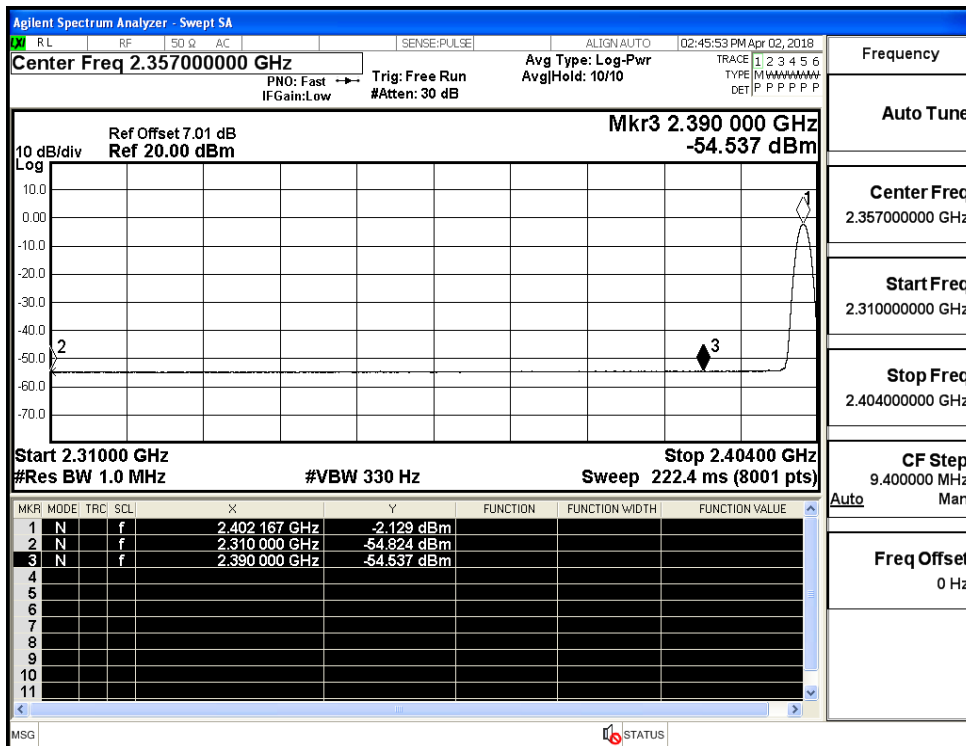 Agilent Spectrum Analyzer - Swept SA
LXI RL RF 50 Ω AC SENSE:PULSE ALIGNAUTO 02:45:53 PM Apr 02, 2018
Center Freq 2.357000000 GHz
PNO: Fast
IFGain:Low
Trig: Free Run
#Atten: 30 dB
Avg Type: Log-Pwr
Avg|Hold: 10/10
TRACE 1 2 3 4 5 6
TYPE M WWWWW
DET P P P P P P
Ref Offset 7.01 dB
10 dB/div Ref 20.00 dBm
Log
Mkr3 2.390 000 GHz
-54.537 dBm
10.0
0.00
-10.0
-20.0
-30.0
-40.0
-50.0
-60.0
-70.0
1
2
3
Start 2.31000 GHz Stop 2.40400 GHz
#Res BW 1.0 MHz #VBW 330 Hz Sweep 222.4 ms (8001 pts)
MKR MODE TRC SCL X Y FUNCTION FUNCTION WIDTH FUNCTION VALUE
1 N f 2.402 167 GHz -2.129 dBm
2 N f 2.310 000 GHz -54.824 dBm
3 N f 2.390 000 GHz -54.537 dBm
4
5
6
7
8
9
10
11
MSG STATUS
Frequency
Auto Tune
Center Freq
2.357000000 GHz
Start Freq
2.310000000 GHz
Stop Freq
2.404000000 GHz
CF Step
9.400000 MHz
Auto Man
Freq Offset
0 Hz